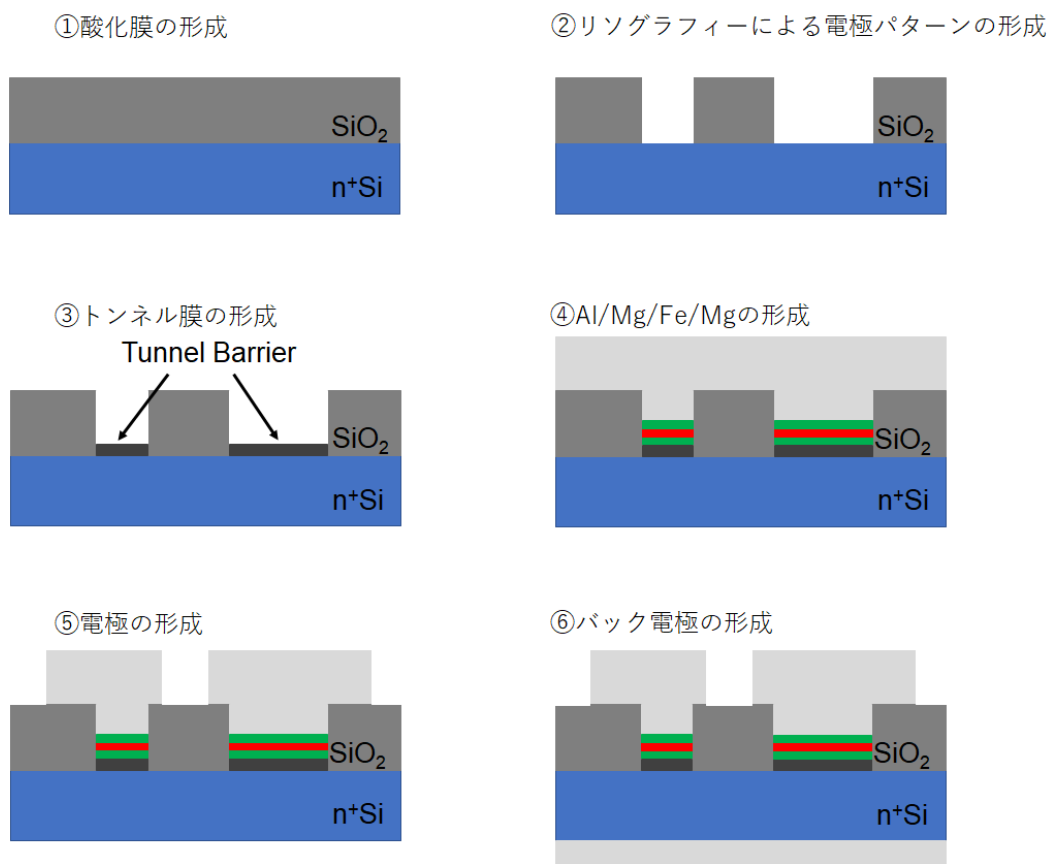 ①酸化膜の形成
SiO₂
n⁺Si
②リソグラフィーによる電極パターンの形成
SiO₂
n⁺Si
③トンネル膜の形成
Tunnel Barrier
SiO₂
n⁺Si
④Al/Mg/Fe/Mgの形成
SiO₂
n⁺Si
⑤電極の形成
SiO₂
n⁺Si
⑥バック電極の形成
SiO₂
n⁺Si